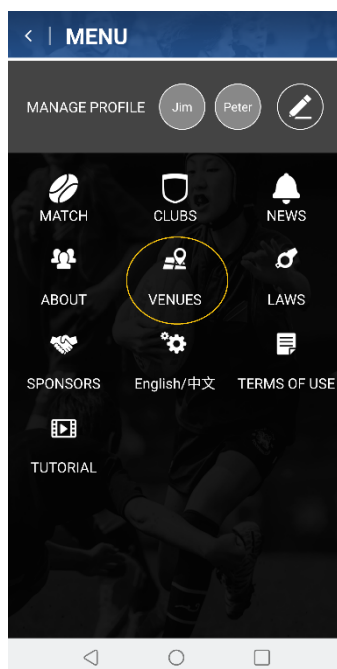 < | MENU
MANAGE PROFILE Jim Peter
MATCH CLUBS NEWS
ABOUT VENUES LAWS
SPONSORS English/中文 TERMS OF USE
TUTORIAL